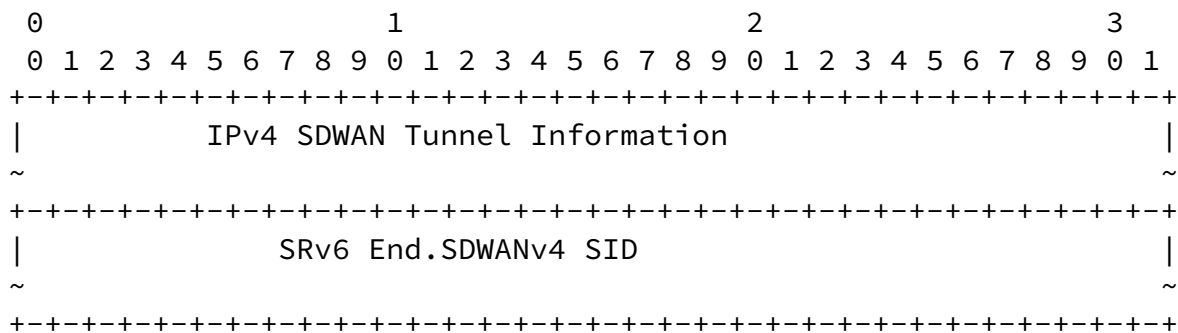 0                   1                   2                   3
 0 1 2 3 4 5 6 7 8 9 0 1 2 3 4 5 6 7 8 9 0 1 2 3 4 5 6 7 8 9 0 1
+-+-+-+-+-+-+-+-+-+-+-+-+-+-+-+-+-+-+-+-+-+-+-+-+-+-+-+-+-+-+-+-+
|          IPv4 SDWAN Tunnel Information                        |
~                                                               ~
+-+-+-+-+-+-+-+-+-+-+-+-+-+-+-+-+-+-+-+-+-+-+-+-+-+-+-+-+-+-+-+-+
|              SRv6 End.SDWANv4 SID                             |
~                                                               ~
+-+-+-+-+-+-+-+-+-+-+-+-+-+-+-+-+-+-+-+-+-+-+-+-+-+-+-+-+-+-+-+-+